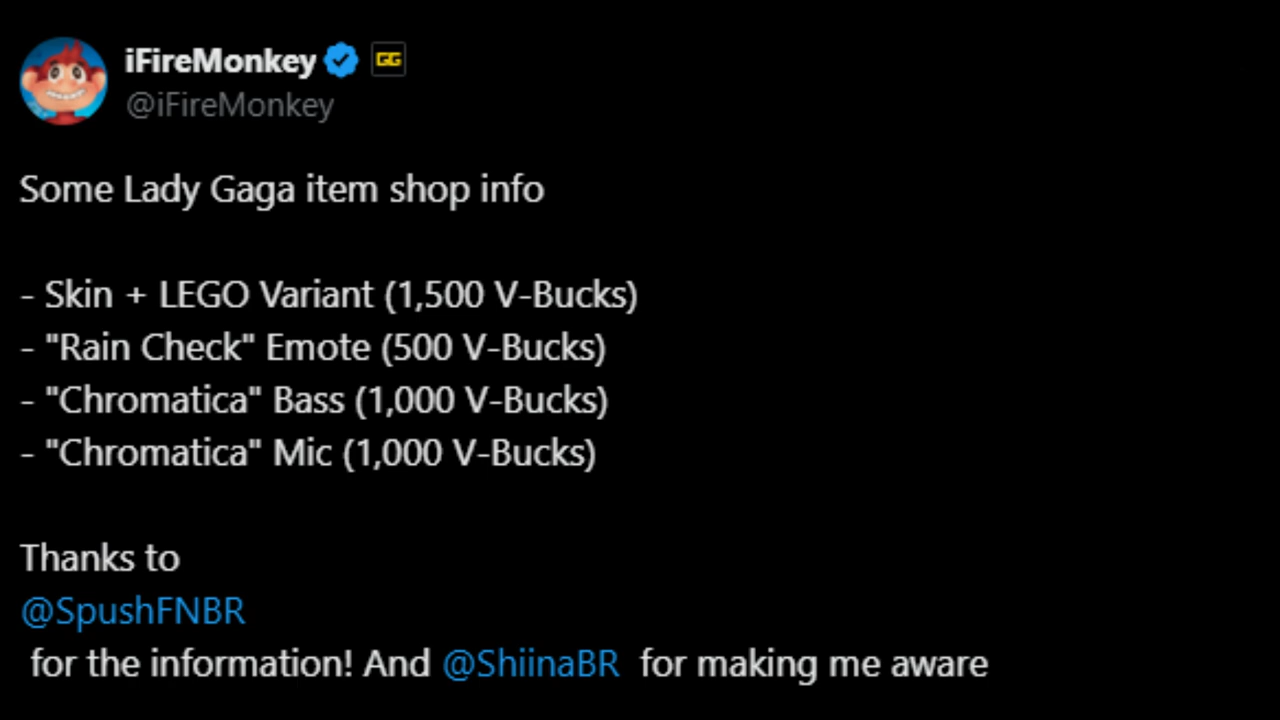 iFireMonkey GG
@iFireMonkey
Some Lady Gaga item shop info
- Skin + LEGO Variant (1,500 V-Bucks)
- "Rain Check" Emote (500 V-Bucks)
- "Chromatica" Bass (1,000 V-Bucks)
- "Chromatica" Mic (1,000 V-Bucks)
Thanks to
@SpushFNBR
for the information! And @ShiinaBR for making me aware